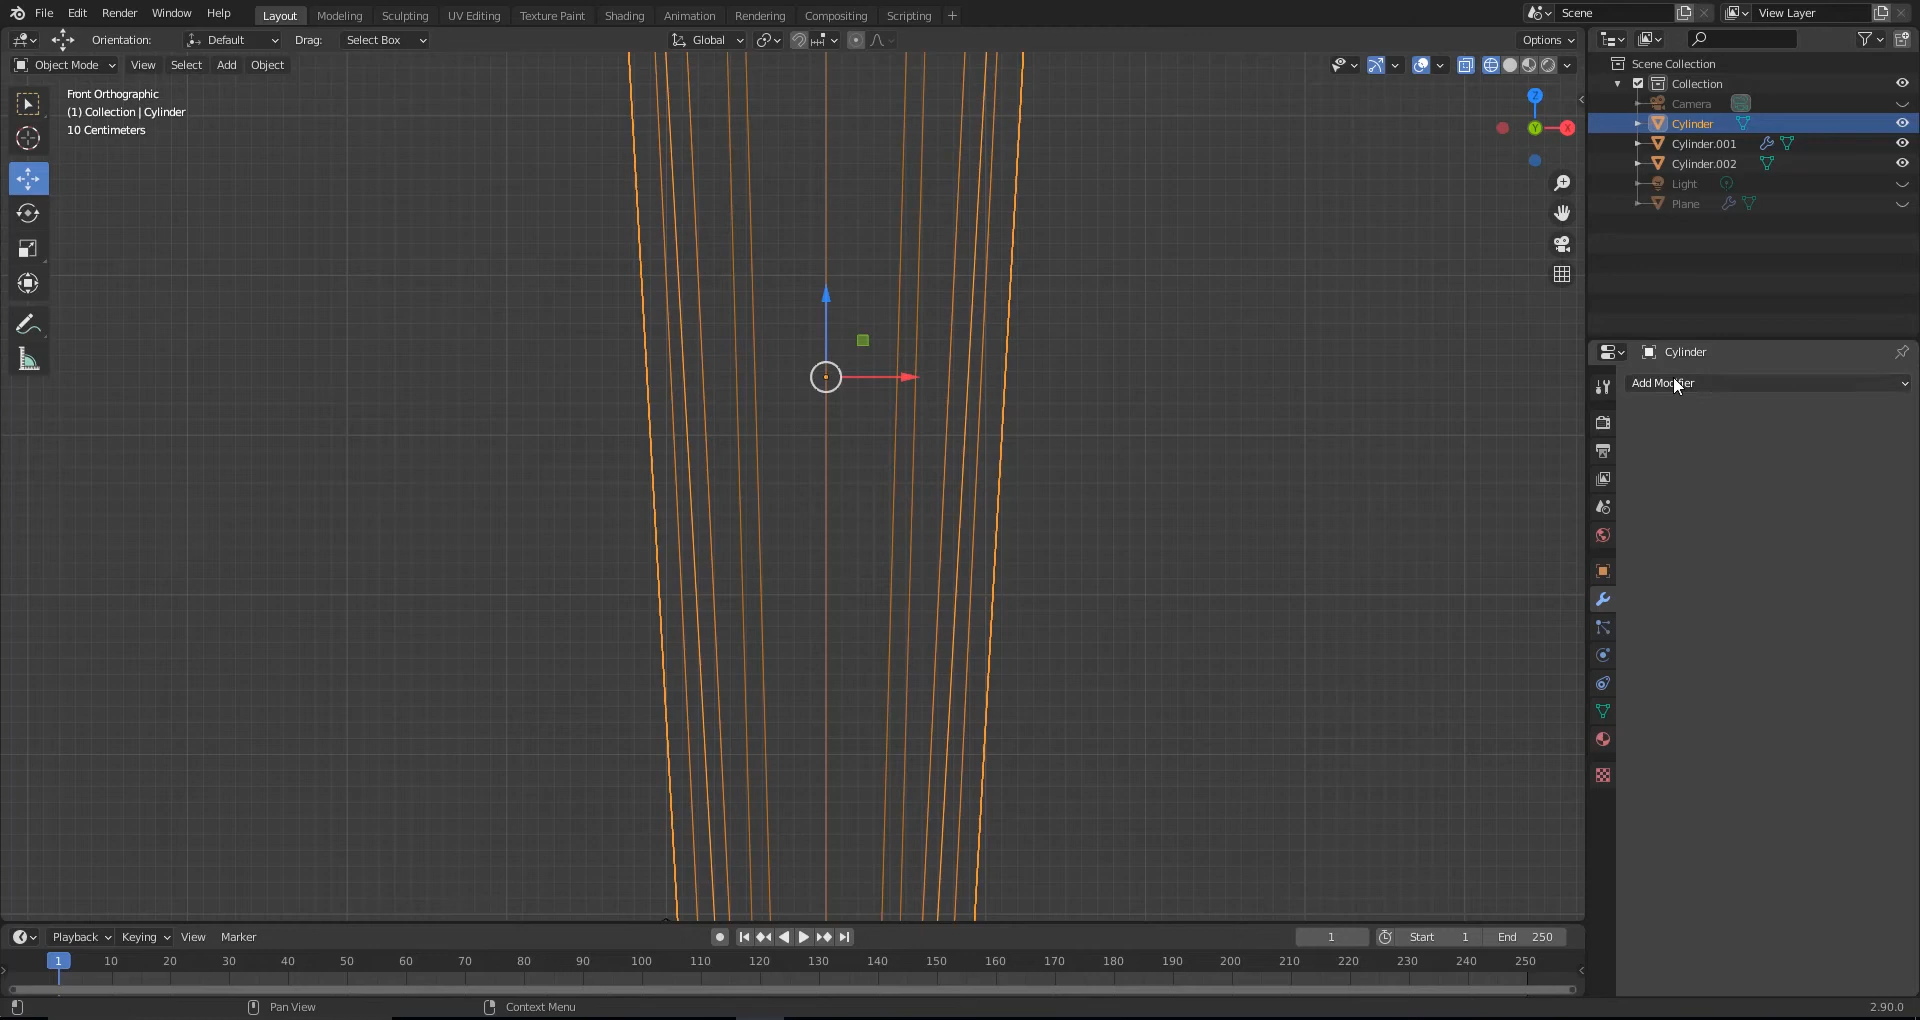 File Edit Render Window Help Layout Modeling Sculpting UV Editing Texture Paint Shading Animation Rendering Compositing Scripting + Scene View Layer
Orientation: Default Drag: Select Box Global Options
Object Mode View Select Add Object
Front Orthographic
(1) Collection | Cylinder
10 Centimeters
Z
Y
X
Scene Collection
Collection
Camera
Cylinder
Cylinder.001
Cylinder.002
Light
Plane
Cylinder
Add Modifier
Playback Keying View Marker 1 Start 1 End 250
1 10 20 30 40 50 60 70 80 90 100 110 120 130 140 150 160 170 180 190 200 210 220 230 240 250
Pan View Context Menu 2.90.0